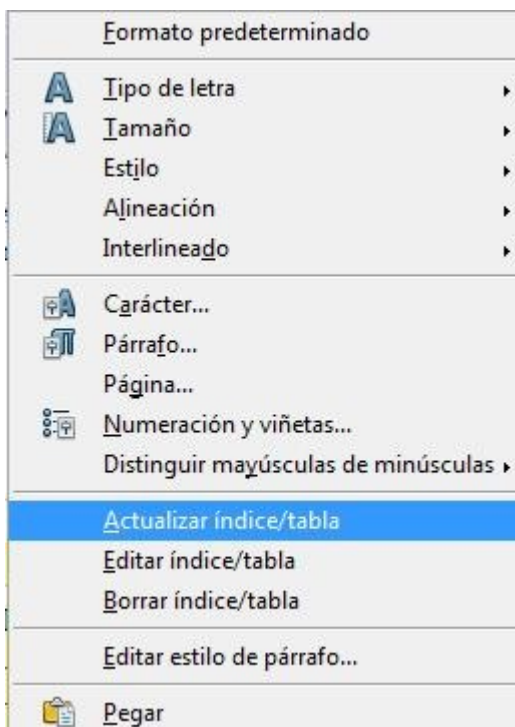 Formato predeterminado
Tipo de letra
Tamaño
Estilo
Alineación
Interlineado
Carácter...
Párrafo...
Página...
Numeración y viñetas...
Distinguir mayúsculas de minúsculas
Actualizar índice/tabla
Editar índice/tabla
Borrar índice/tabla
Editar estilo de párrafo...
Pegar